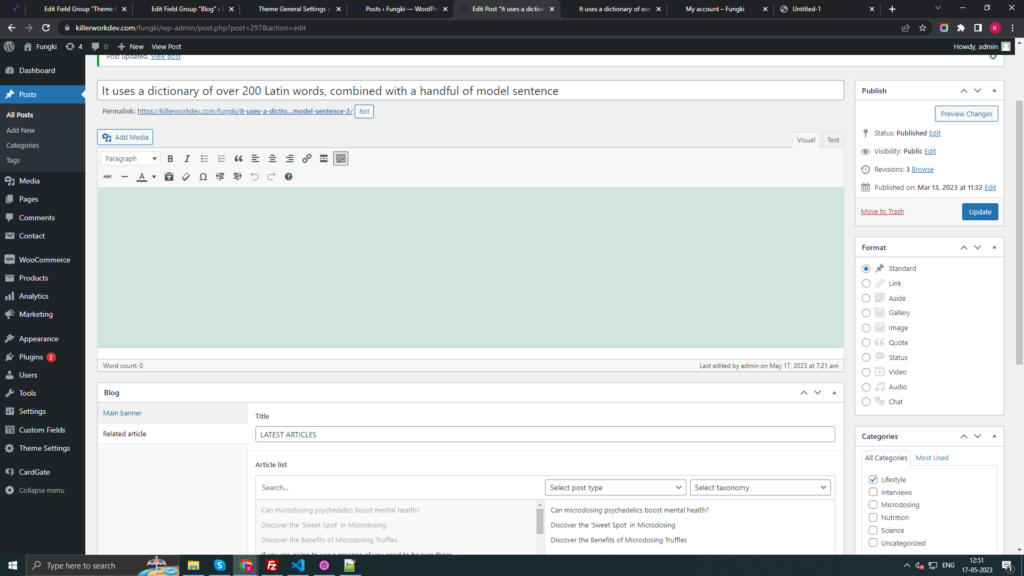 Edit Field Group "Theme
Edit Field Group "Blog" ‹
Theme General Settings ‹
Posts ‹ Fungki — WordPre
Edit Post "It uses a diction
It uses a dictionary of ove
My account – Fungki
Untitled-1
killerworkdev.com/fungki/wp-admin/post.php?post=297&action=edit
K
Fungki
4
0
New
View Post
Howdy, admin
Dashboard
Posts
All Posts
Add New
Categories
Tags
Media
Pages
Comments
Contact
WooCommerce
Products
Analytics
Marketing
Appearance
Plugins 2
Users
Tools
Settings
Custom Fields
Theme Settings
CardGate
Collapse menu
Post updated. View post
It uses a dictionary of over 200 Latin words, combined with a handful of model sentence
Permalink: https://killerworkdev.com/fungki/it-uses-a-dictio…model-sentence-2/ Edit
Add Media
Visual
Text
Paragraph
B I
ABC
A
Ω
Word count: 0
Last edited by admin on May 17, 2023 at 7:21 am
Blog
Main banner
Related article
Title
LATEST ARTICLES
Article list
Search...
Select post type
Select taxonomy
Can microdosing psychedelics boost mental health?
Discover the 'Sweet Spot' in Microdosing
Discover the Benefits of Microdosing Truffles
If you are going to use a passage of you need to be sure there
Can microdosing psychedelics boost mental health?
Discover the 'Sweet Spot' in Microdosing
Discover the Benefits of Microdosing Truffles
Publish
Preview Changes
Status: Published Edit
Visibility: Public Edit
Revisions: 3 Browse
Published on: Mar 13, 2023 at 11:32 Edit
Move to Trash
Update
Format
Standard
Link
Aside
Gallery
Image
Quote
Status
Video
Audio
Chat
Categories
All Categories
Most Used
Lifestyle
Interviews
Microdosing
Nutrition
Science
Uncategorized
Type here to search
ENG
12:51
17-05-2023
1